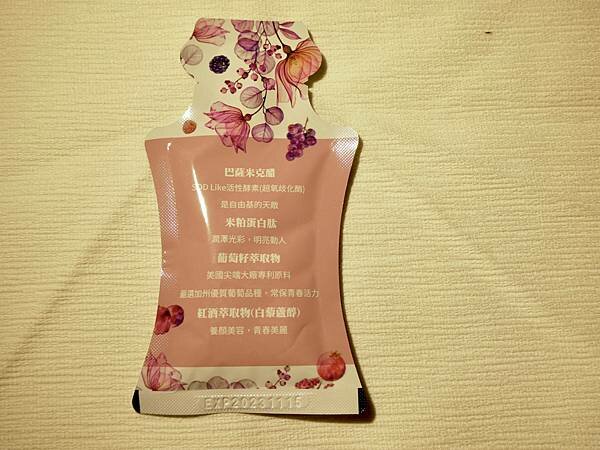 巴薩米克醋
SOD Like活性酵素(超氧歧化酶)
是自由基的天敵
米粕蛋白肽
潤澤光彩，明亮動人
葡萄籽萃取物
美國尖端大廠專利原料
嚴選加州優質葡萄品種，常保青春活力
紅酒萃取物(白藜蘆醇)
養顏美容，青春美麗
EXP20231115